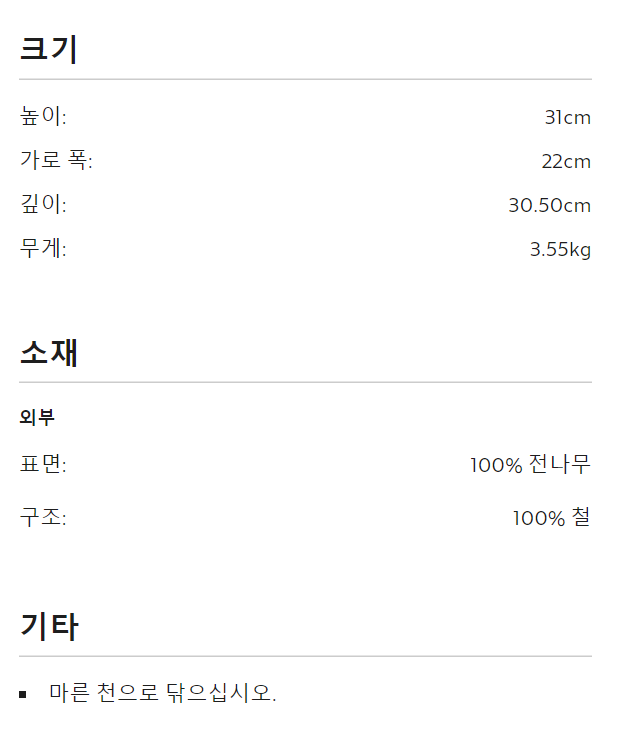 크기
높이: 31cm
가로 폭: 22cm
깊이: 30.50cm
무게: 3.55kg
소재
외부
표면: 100% 전나무
구조: 100% 철
기타
▪ 마른 천으로 닦으십시오.